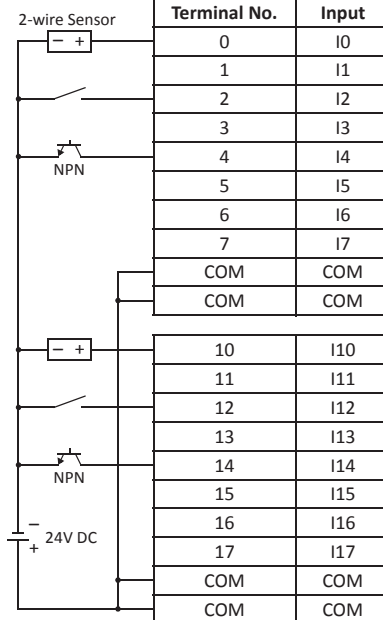 2-wire Sensor
Terminal No. Input
− + 0 I0
1 I1
2 I2
3 I3
4 I4
NPN
5 I5
6 I6
7 I7
COM COM
COM COM
− + 10 I10
11 I11
12 I12
13 I13
14 I14
NPN
15 I15
16 I16
− 
24V DC
+
17 I17
COM COM
COM COM